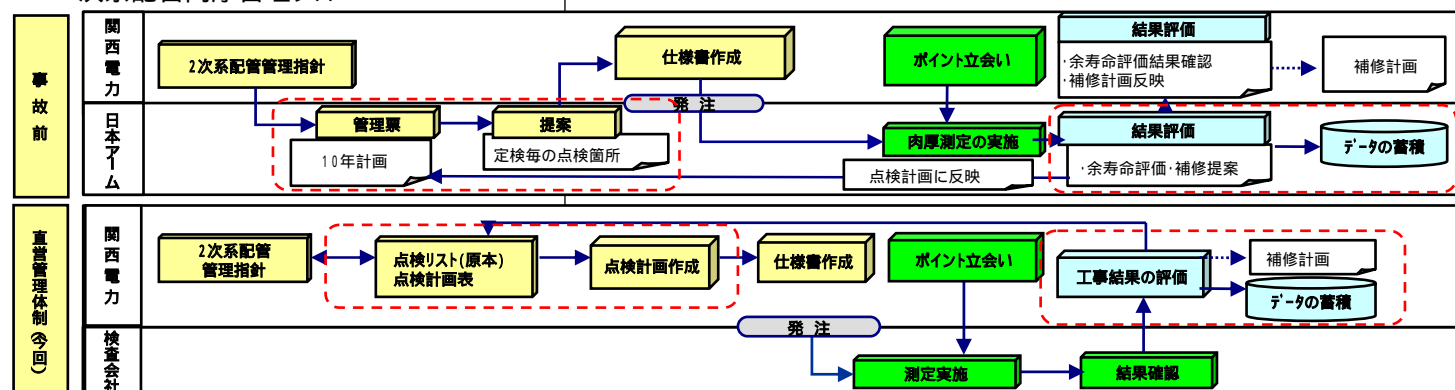 事故前
関西電力
2次系配管管理指針
仕様書作成
ポイント立会い
結果評価
・余寿命評価結果確認
・補修計画反映
補修計画
発 注
日本アーム
管理票
10年計画
提案
定検毎の点検箇所
肉厚測定の実施
結果評価
・余寿命評価・補修提案
データの蓄積
点検計画に反映
直営管理体制(今回)
関西電力
2次系配管
管理指針
点検リスト(原本)
点検計画表
点検計画作成
仕様書作成
ポイント立会い
工事結果の評価
補修計画
データの蓄積
発 注
検査会社
測定実施
結果確認